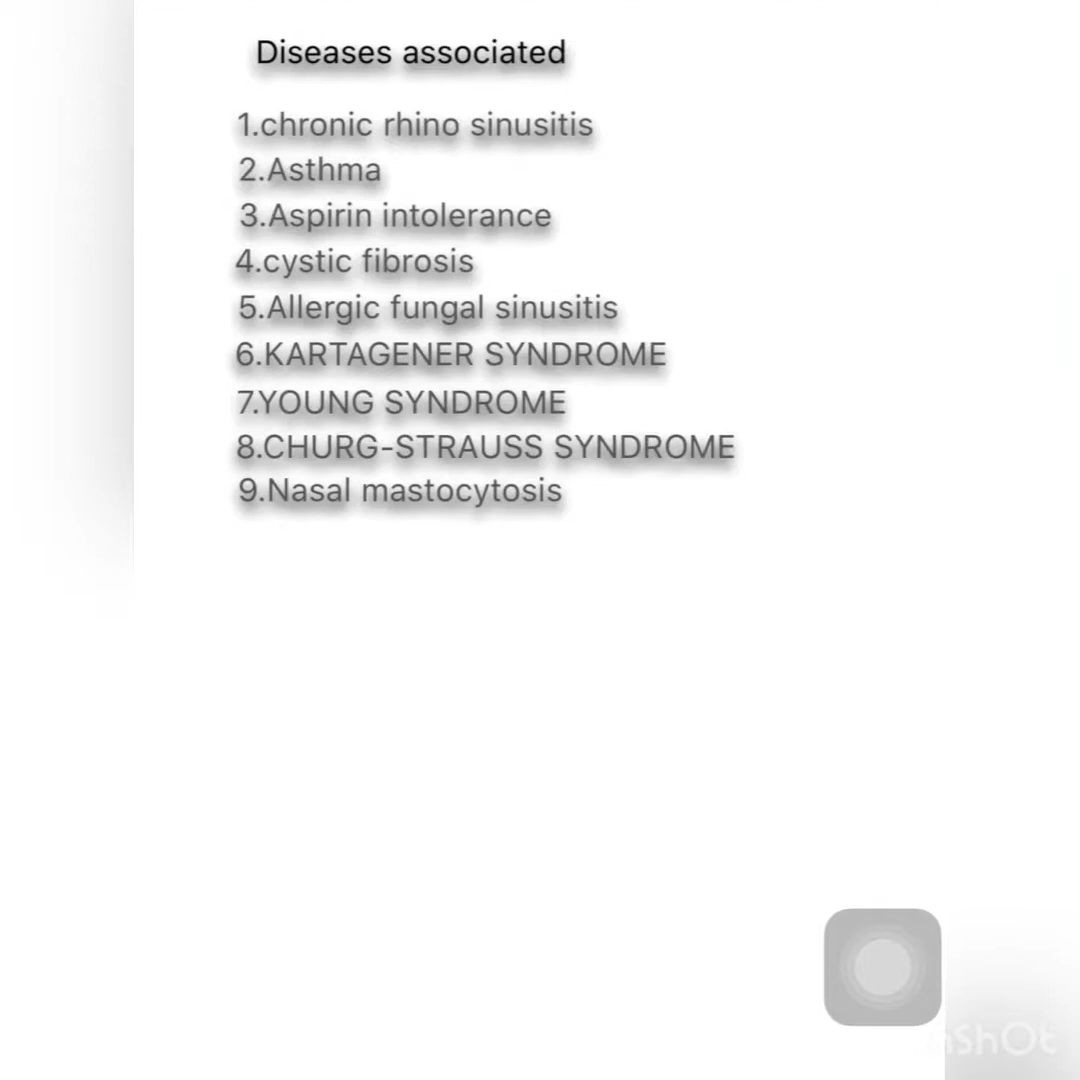 Diseases associated
1.chronic rhino sinusitis
2.Asthma
3.Aspirin intolerance
4.cystic fibrosis
5.Allergic fungal sinusitis
6.KARTAGENER SYNDROME
7.YOUNG SYNDROME
8.CHURG-STRAUSS SYNDROME
9.Nasal mastocytosis